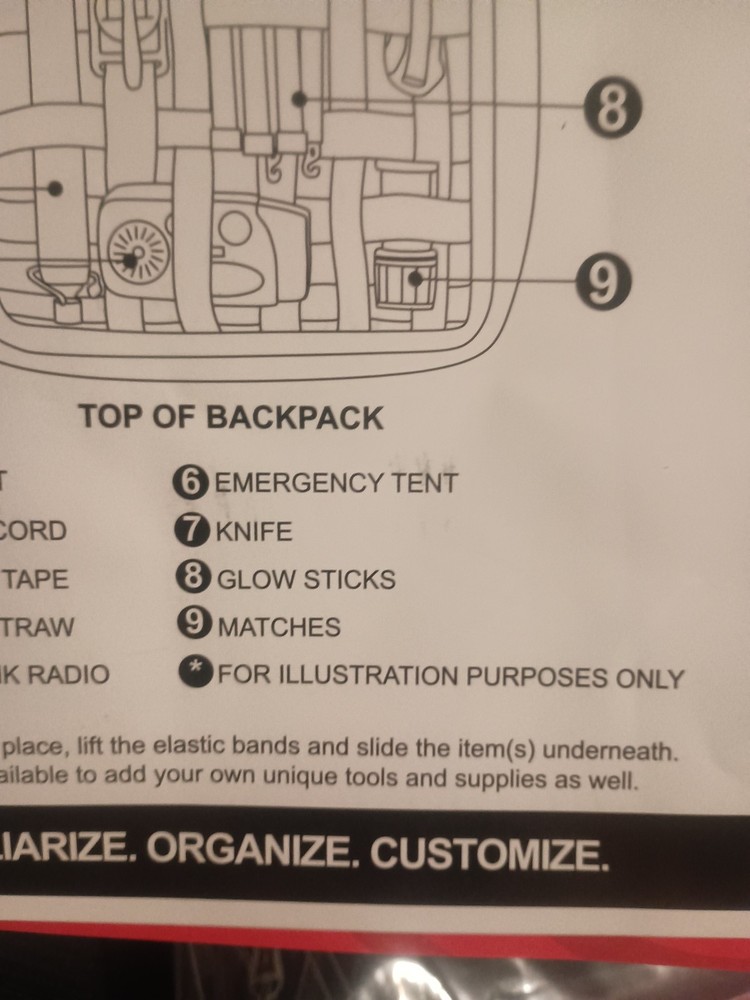 8
9
TOP OF BACKPACK
T 6 EMERGENCY TENT
CORD 7 KNIFE
TAPE 8 GLOW STICKS
TRAW 9 MATCHES
K RADIO * FOR ILLUSTRATION PURPOSES ONLY
place, lift the elastic bands and slide the item(s) underneath.
ailable to add your own unique tools and supplies as well.
LIARIZE. ORGANIZE. CUSTOMIZE.